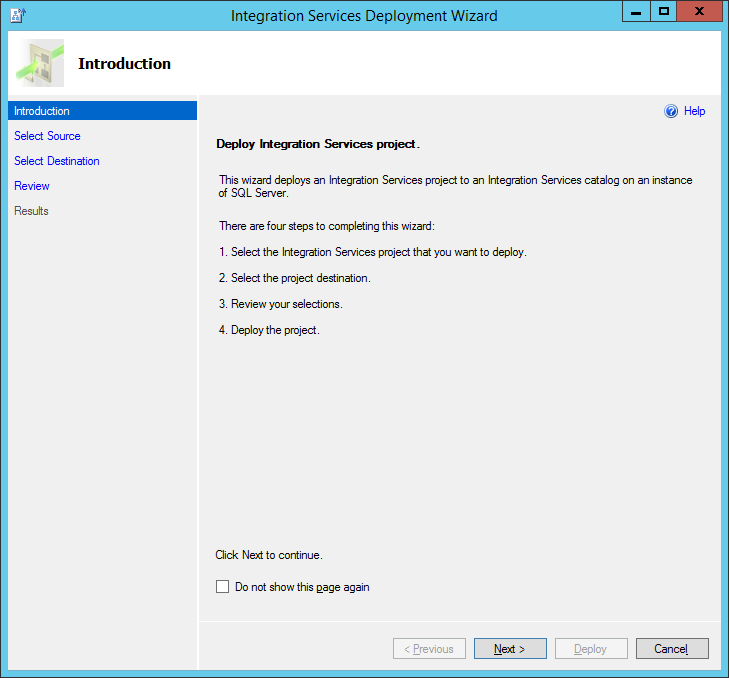 Integration Services Deployment Wizard
Introduction
Introduction
Select Source
Select Destination
Review
Results
Help
Deploy Integration Services project.
This wizard deploys an Integration Services project to an Integration Services catalog on an instance
of SQL Server.
There are four steps to completing this wizard:
1. Select the Integration Services project that you want to deploy.
2. Select the project destination.
3. Review your selections.
4. Deploy the project.
Click Next to continue.
Do not show this page again
< Previous
Next >
Deploy
Cancel